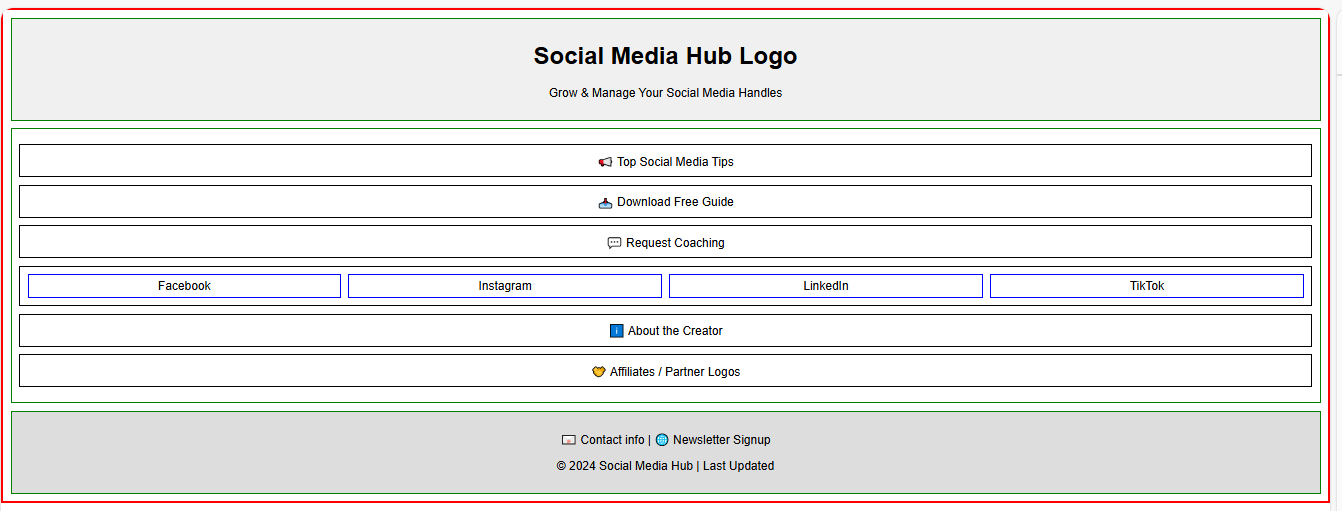 Social Media Hub Logo
Grow & Manage Your Social Media Handles
📢 Top Social Media Tips
📥 Download Free Guide
💬 Request Coaching
Facebook Instagram LinkedIn TikTok
ℹ️ About the Creator
🤝 Affiliates / Partner Logos
📧 Contact info | 🌐 Newsletter Signup
© 2024 Social Media Hub | Last Updated